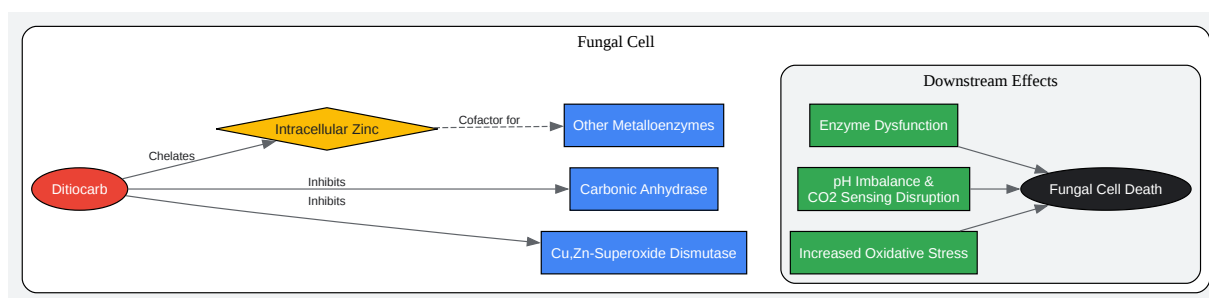 Fungal Cell
Downstream Effects
Ditiocarb
Chelates
Intracellular Zinc
Cofactor for
Other Metalloenzymes
Inhibits
Carbonic Anhydrase
Inhibits
Cu,Zn-Superoxide Dismutase
Enzyme Dysfunction
pH Imbalance &
CO2 Sensing Disruption
Increased Oxidative Stress
Fungal Cell Death